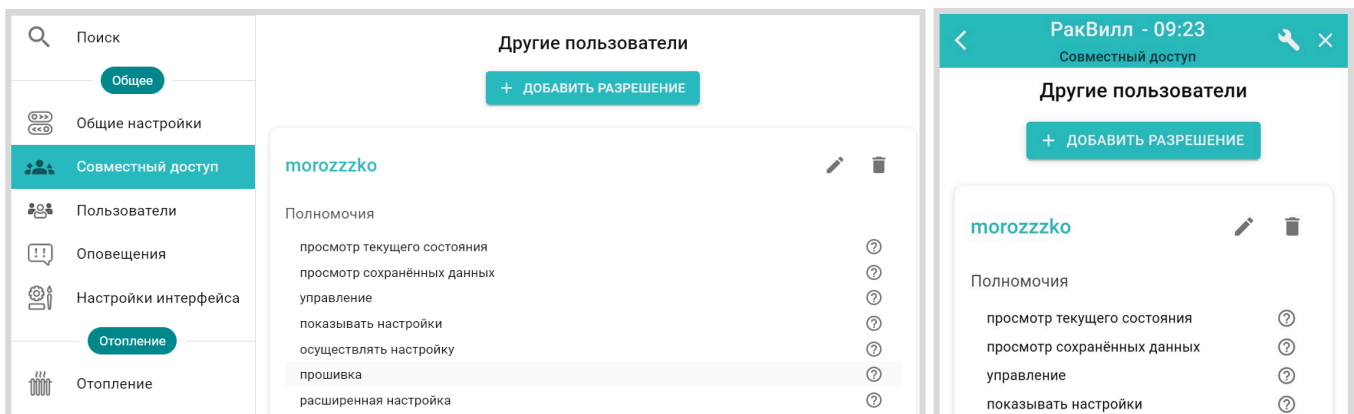 Поиск
Общее
Общие настройки
Совместный доступ
Пользователи
Оповещения
Настройки интерфейса
Отопление
Отопление
Другие пользователи
+ ДОБАВИТЬ РАЗРЕШЕНИЕ
morozzzko
Полномочия
просмотр текущего состояния
просмотр сохранённых данных
управление
показывать настройки
осуществлять настройку
прошивка
расширенная настройка
РакВилл - 09:23
Совместный доступ
Другие пользователи
+ ДОБАВИТЬ РАЗРЕШЕНИЕ
morozzzko
Полномочия
просмотр текущего состояния
просмотр сохранённых данных
управление
показывать настройки